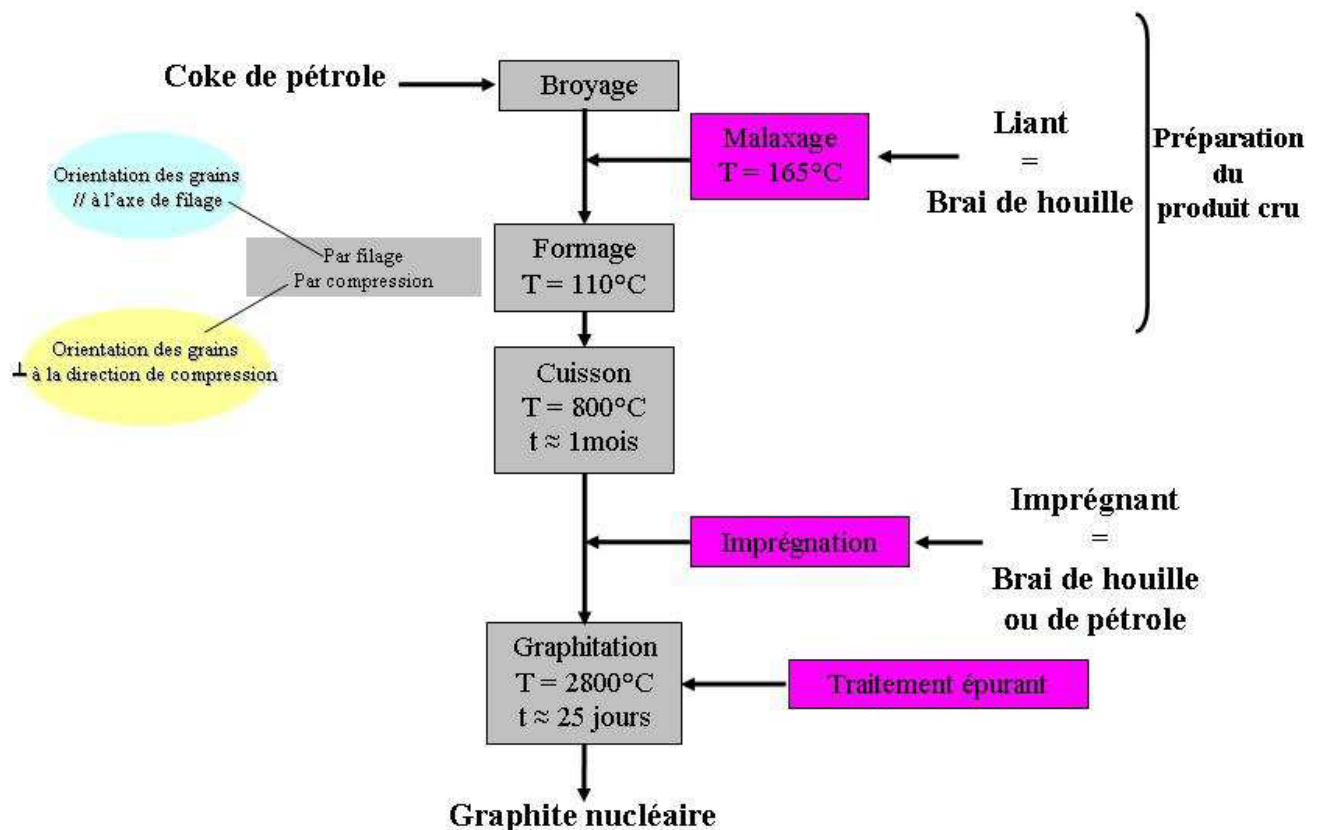 Coke de pétrole
Broyage
Malaxage
T = 165°C
Liant
=
Brai de houille
Préparation
du
produit cru
Orientation des grains
// à l'axe de filage
Par filage
Par compression
Formage
T = 110°C
Orientation des grains
⊥ à la direction de compression
Cuisson
T = 800°C
t ≈ 1mois
Imprégnation
Imprégnant
=
Brai de houille
ou de pétrole
Graphitation
T = 2800°C
t ≈ 25 jours
Traitement épurant
Graphite nucléaire